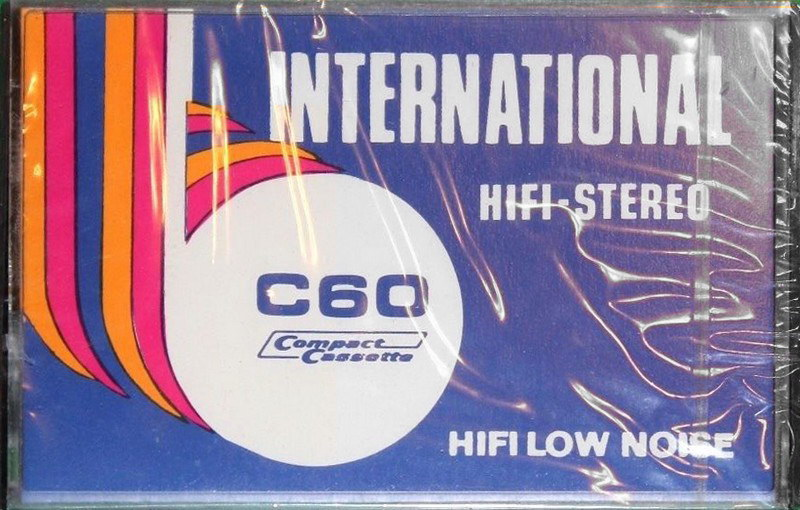 INTERNATIONAL
HIFI-STEREO
C60
Compact
Cassette
HIFI LOW NOISE